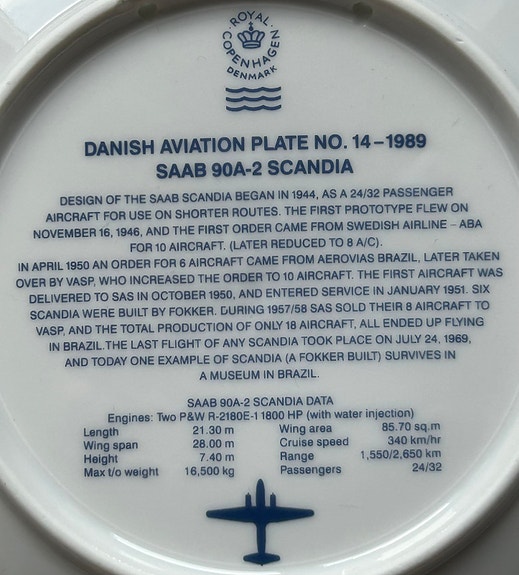 ROYAL
COPENHAGEN
DENMARK
DANISH AVIATION PLATE NO. 14–1989
SAAB 90A-2 SCANDIA
DESIGN OF THE SAAB SCANDIA BEGAN IN 1944, AS A 24/32 PASSENGER
AIRCRAFT FOR USE ON SHORTER ROUTES. THE FIRST PROTOTYPE FLEW ON
NOVEMBER 16, 1946, AND THE FIRST ORDER CAME FROM SWEDISH AIRLINE – ABA
FOR 10 AIRCRAFT. (LATER REDUCED TO 8 A/C).
IN APRIL 1950 AN ORDER FOR 6 AIRCRAFT CAME FROM AEROVIAS BRAZIL, LATER TAKEN
OVER BY VASP, WHO INCREASED THE ORDER TO 10 AIRCRAFT. THE FIRST AIRCRAFT WAS
DELIVERED TO SAS IN OCTOBER 1950, AND ENTERED SERVICE IN JANUARY 1951. SIX
SCANDIA WERE BUILT BY FOKKER. DURING 1957/58 SAS SOLD THEIR 8 AIRCRAFT TO
VASP, AND THE TOTAL PRODUCTION OF ONLY 18 AIRCRAFT, ALL ENDED UP FLYING
IN BRAZIL.THE LAST FLIGHT OF ANY SCANDIA TOOK PLACE ON JULY 24, 1969,
AND TODAY ONE EXAMPLE OF SCANDIA (A FOKKER BUILT) SURVIVES IN
A MUSEUM IN BRAZIL.
SAAB 90A-2 SCANDIA DATA
Engines: Two P&W R-2180E-1 1800 HP (with water injection)
Length 21.30 m Wing area 85.70 sq.m
Wing span 28.00 m Cruise speed 340 km/hr
Height 7.40 m Range 1,550/2,650 km
Max t/o weight 16,500 kg Passengers 24/32